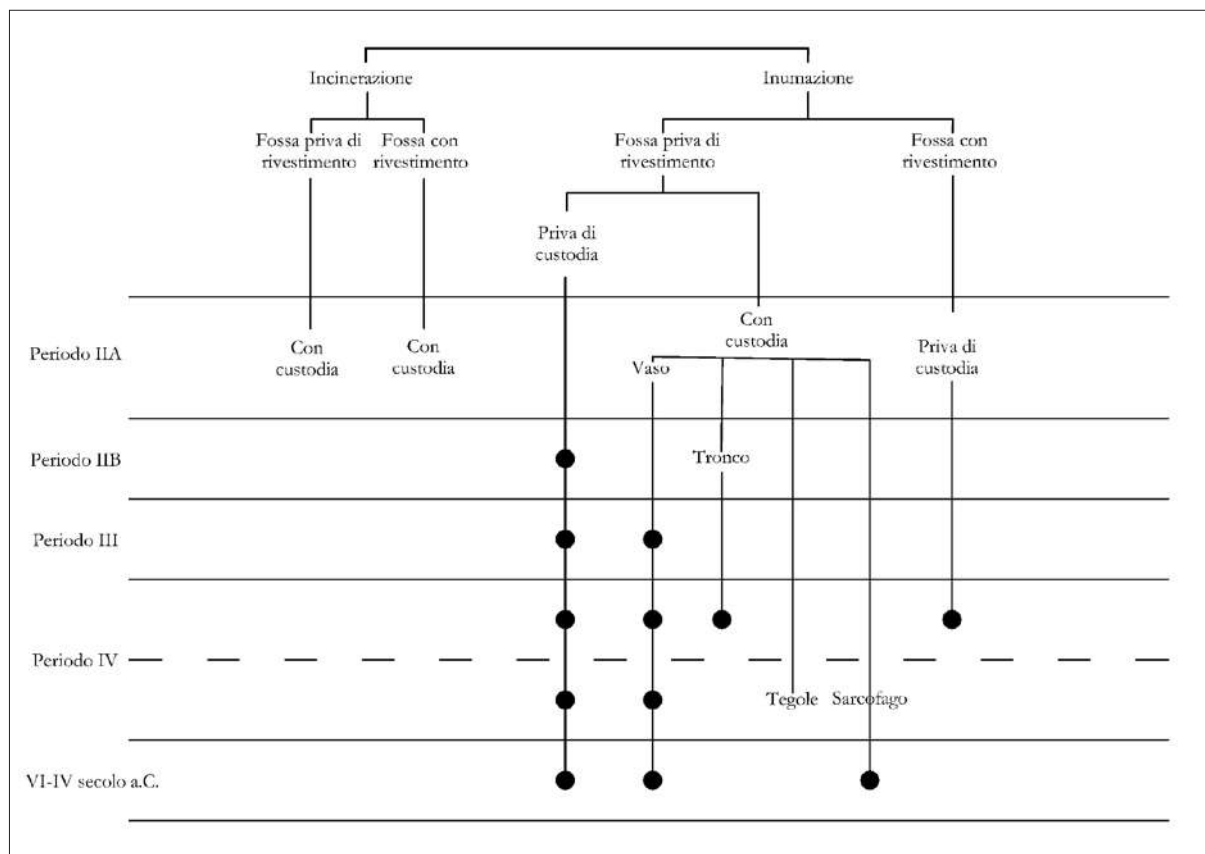 Incinerazione
Inumazione
Fossa priva di
rivestimento
Fossa con
rivestimento
Fossa priva di
rivestimento
Fossa con
rivestimento
Priva di
custodia
Periodo IIA
Con
custodia
Con
custodia
Con
custodia
Vaso
Priva di
custodia
Periodo IIB
Tronco
Periodo III
Periodo IV
Tegole
Sarcofago
VI-IV secolo a.C.